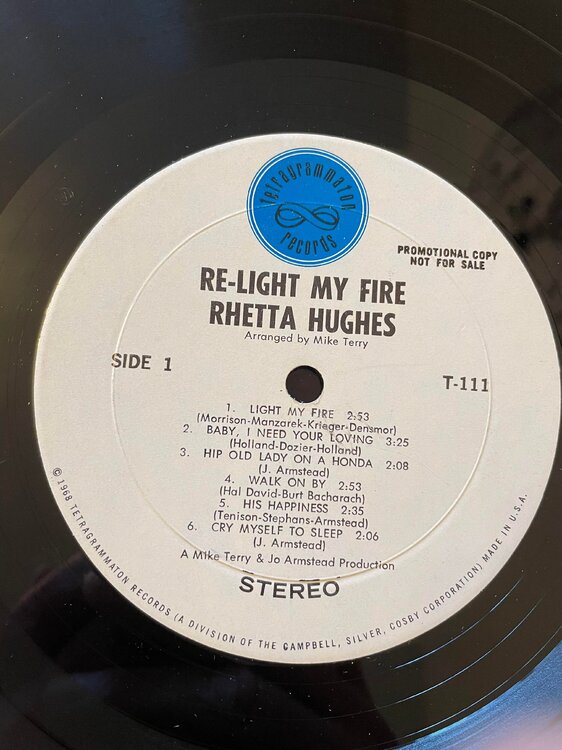 tetragrammaton
records
PROMOTIONAL COPY
NOT FOR SALE
RE-LIGHT MY FIRE
RHETTA HUGHES
Arranged by Mike Terry
SIDE 1
T-111
1. LIGHT MY FIRE 2:53
(Morrison-Manzarek-Krieger-Densmor)
2. BABY, I NEED YOUR LOVING 3:25
(Holland-Dozier-Holland)
3. HIP OLD LADY ON A HONDA 2:08
(J. Armstead)
4. WALK ON BY 2:53
(Hal David-Burt Bacharach)
5. HIS HAPPINESS 2:35
(Tenison-Stephans-Armstead)
6. CRY MYSELF TO SLEEP 2:06
(J. Armstead)
A Mike Terry & Jo Armstead Production
STEREO
© 1968 TETRAGRAMMATON RECORDS (A DIVISION OF THE CAMPBELL, SILVER, COSBY CORPORATION) MADE IN U.S.A.